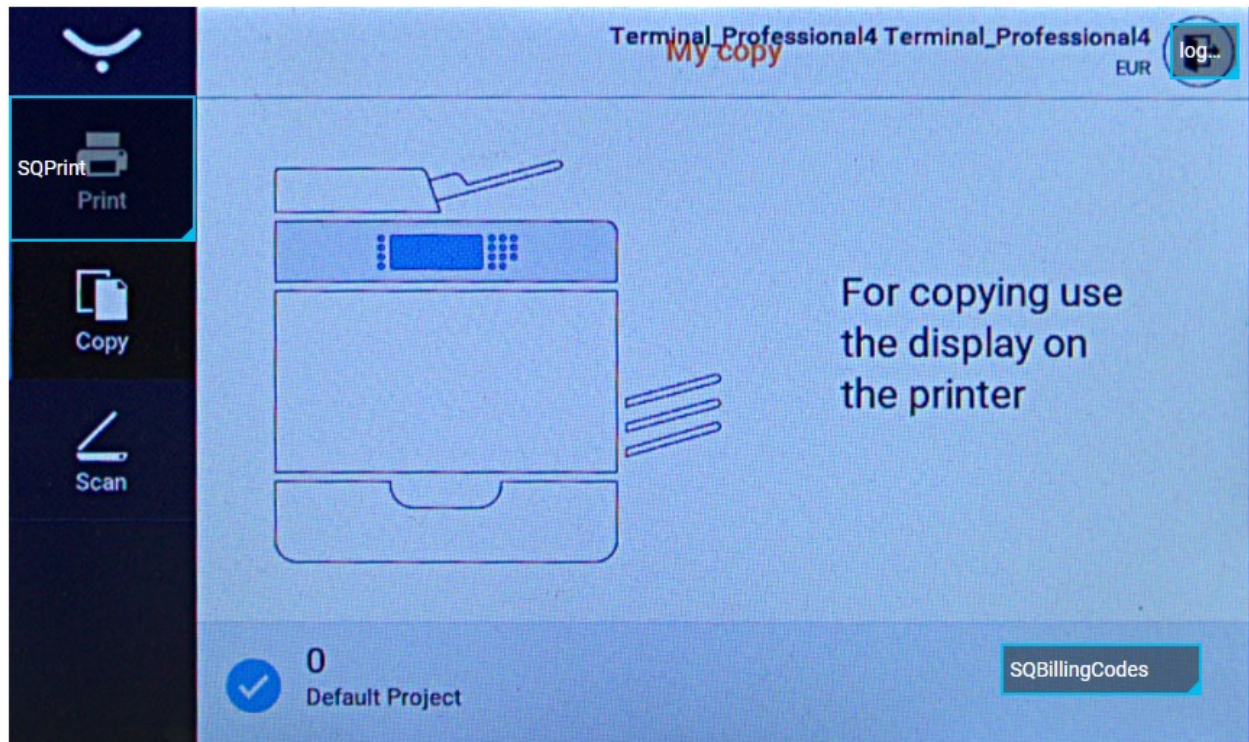 Terminal_Professional4 Terminal_Professional4
My copy
EUR
log...
SQPrint
Print
Copy
Scan
For copying use
the display on
the printer
0
Default Project
SQBillingCodes